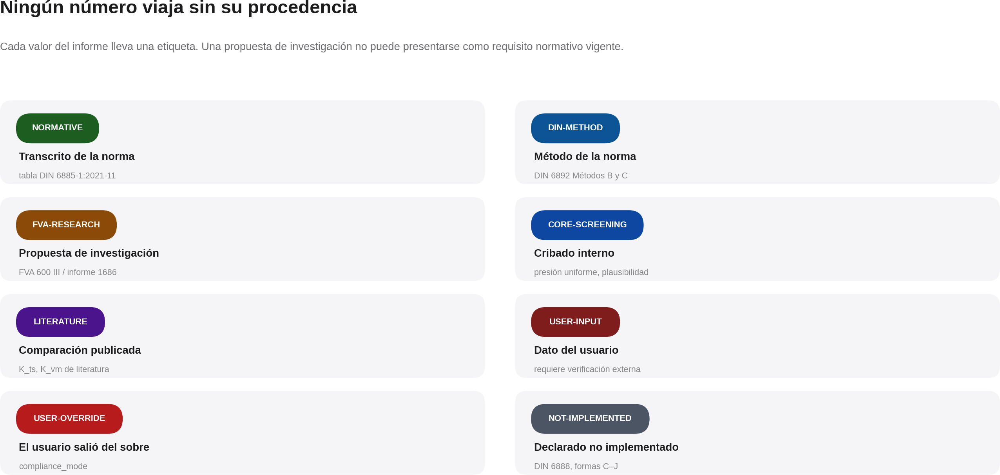 Ningún número viaja sin su procedencia
Cada valor del informe lleva una etiqueta. Una propuesta de investigación no puede presentarse como requisito normativo vigente.
NORMATIVE
Transcrito de la norma
tabla DIN 6885-1:2021-11
DIN-METHOD
Método de la norma
DIN 6892 Métodos B y C
FVA-RESEARCH
Propuesta de investigación
FVA 600 III / informe 1686
CORE-SCREENING
Cribado interno
presión uniforme, plausibilidad
LITERATURE
Comparación publicada
K_ts, K_vm de literatura
USER-INPUT
Dato del usuario
requiere verificación externa
USER-OVERRIDE
El usuario salió del sobre
compliance_mode
NOT-IMPLEMENTED
Declarado no implementado
DIN 6888, formas C–J